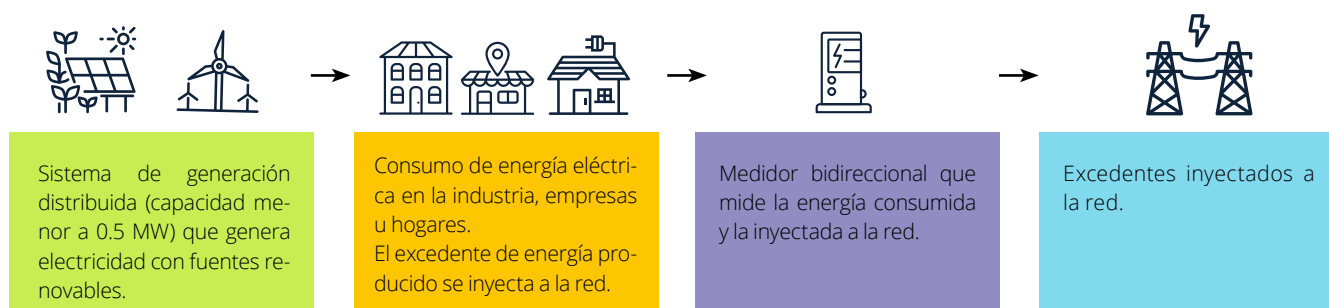 Sistema de generación
distribuida (capacidad me-
nor a 0.5 MW) que genera
electricidad con fuentes re-
novables.
Consumo de energía eléctri-
ca en la industria, empresas
u hogares.
El excedente de energía pro-
ducido se inyecta a la red.
Medidor bidireccional que
mide la energía consumida
y la inyectada a la red.
Excedentes inyectados a
la red.